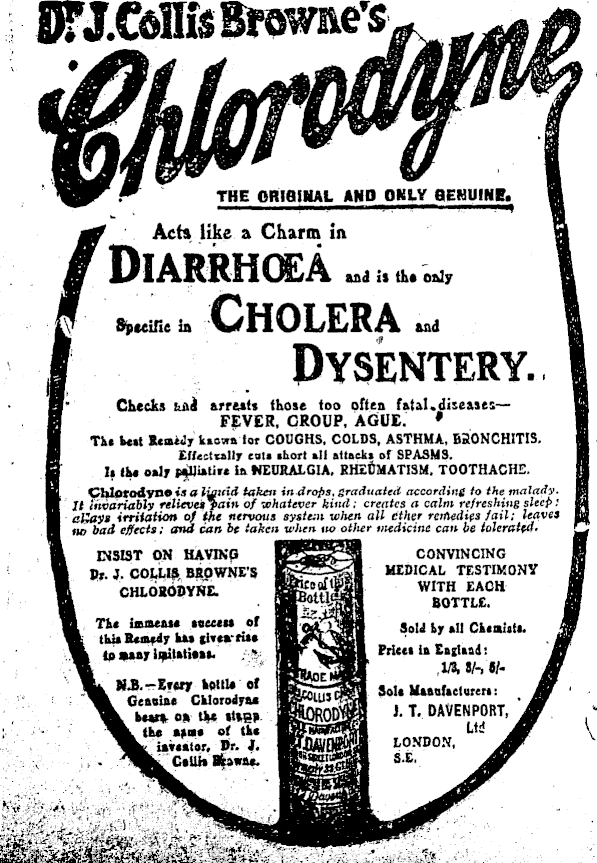 Dr. J. Collis Browne's
Chlorodyne
THE ORIGINAL AND ONLY GENUINE.
Acts like a Charm in
DIARRHŒA and is the only
Specific in CHOLERA and
DYSENTERY.
Checks and arrests those too often fatal diseases—
FEVER, CROUP, AGUE.
The best Remedy known for COUGHS, COLDS, ASTHMA, BRONCHITIS.
Effectually cuts short all attacks of SPASMS.
Is the only palliative in NEURALGIA, RHEUMATISM, TOOTHACHE.
Chlorodyne is a liquid taken in drops, graduated according to the malady.
It invariably relieves pain of whatever kind; creates a calm refreshing sleep;
allays irritation of the nervous system when all other remedies fail; leaves
no bad effects; and can be taken when no other medicine can be tolerated.
INSIST ON HAVING
Dr. J. COLLIS BROWNE'S
CHLORODYNE.
The immense success of
this Remedy has given rise
to many imitations.
N.B.—Every bottle of
Genuine Chlorodyne
bears on the stamp
the name of the
inventor, Dr. J.
Collis Browne.
Price of this
Bottle
TRADE MARK
COLLIS
CHLORODYNE
DAVENPORT
CONVINCING
MEDICAL TESTIMONY
WITH EACH
BOTTLE.
Sold by all Chemists.
Prices in England:
1/3, 3/-, 5/-
Sole Manufacturers:
J. T. DAVENPORT,
Ltd
LONDON,
S.E.